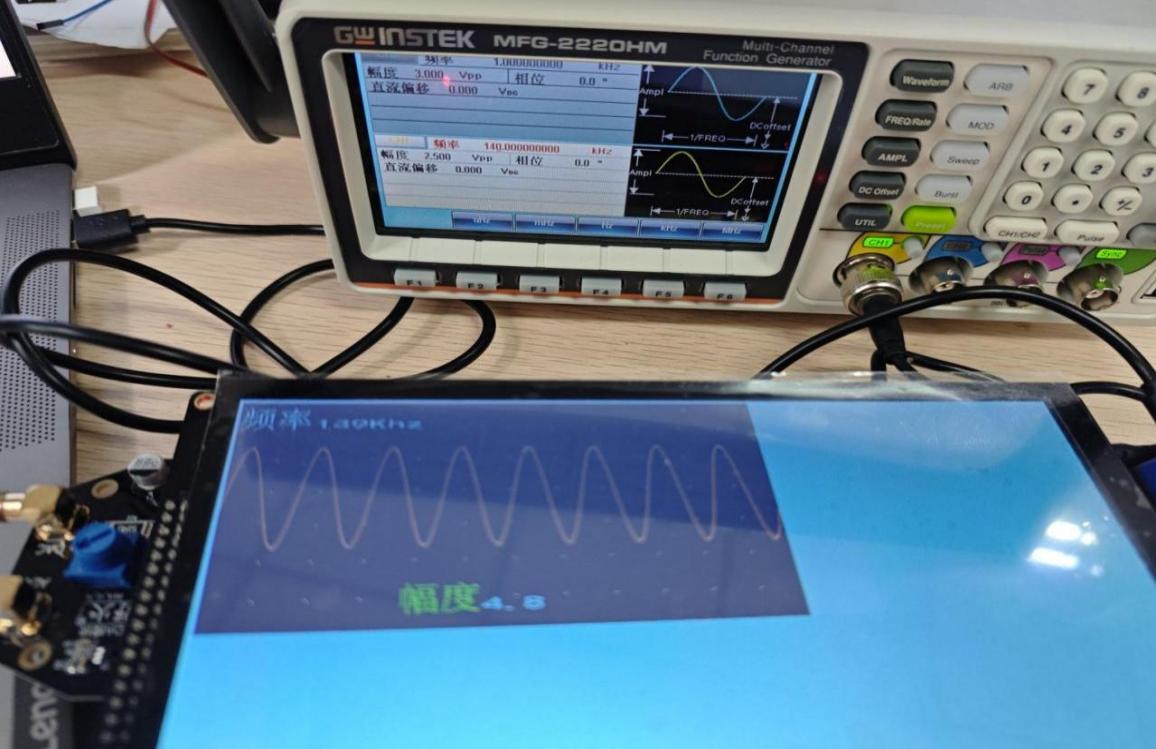 GWINSTEK MFG-2220HM Multi-Channel
Function Generator
频率 1.000000000 kHz
幅度 3.000 Vpp 相位 0.0 °
直流偏移 0.000 VDC
Ampl
DCoffset
1/FREQ
频率 140.000000000 kHz
幅度 2.500 Vpp 相位 0.0 °
直流偏移 0.000 VDC
Ampl
DCoffset
1/FREQ
uHz mHz Hz kHz MHz
F1 F2 F3 F4 F5 F6
Waveform ARB
FREQ/Rate MOD
AMPL Sweep
DC Offset Burst
UTIL Preset
7 8
4 5 6
1 2 3
0 • +/-
CH1/CH2 Pulse
CH1 Sync
频率 139Khz
幅度 4.8
Leno